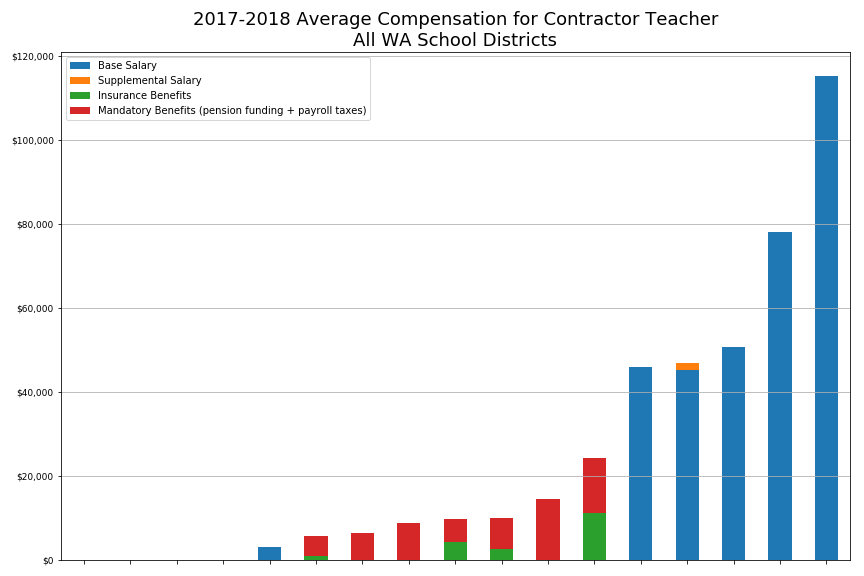 2017-2018 Average Compensation for Contractor Teacher
All WA School Districts
Base Salary
Supplemental Salary
Insurance Benefits
Mandatory Benefits (pension funding + payroll taxes)
$120,000
$100,000
$80,000
$60,000
$40,000
$20,000
$0